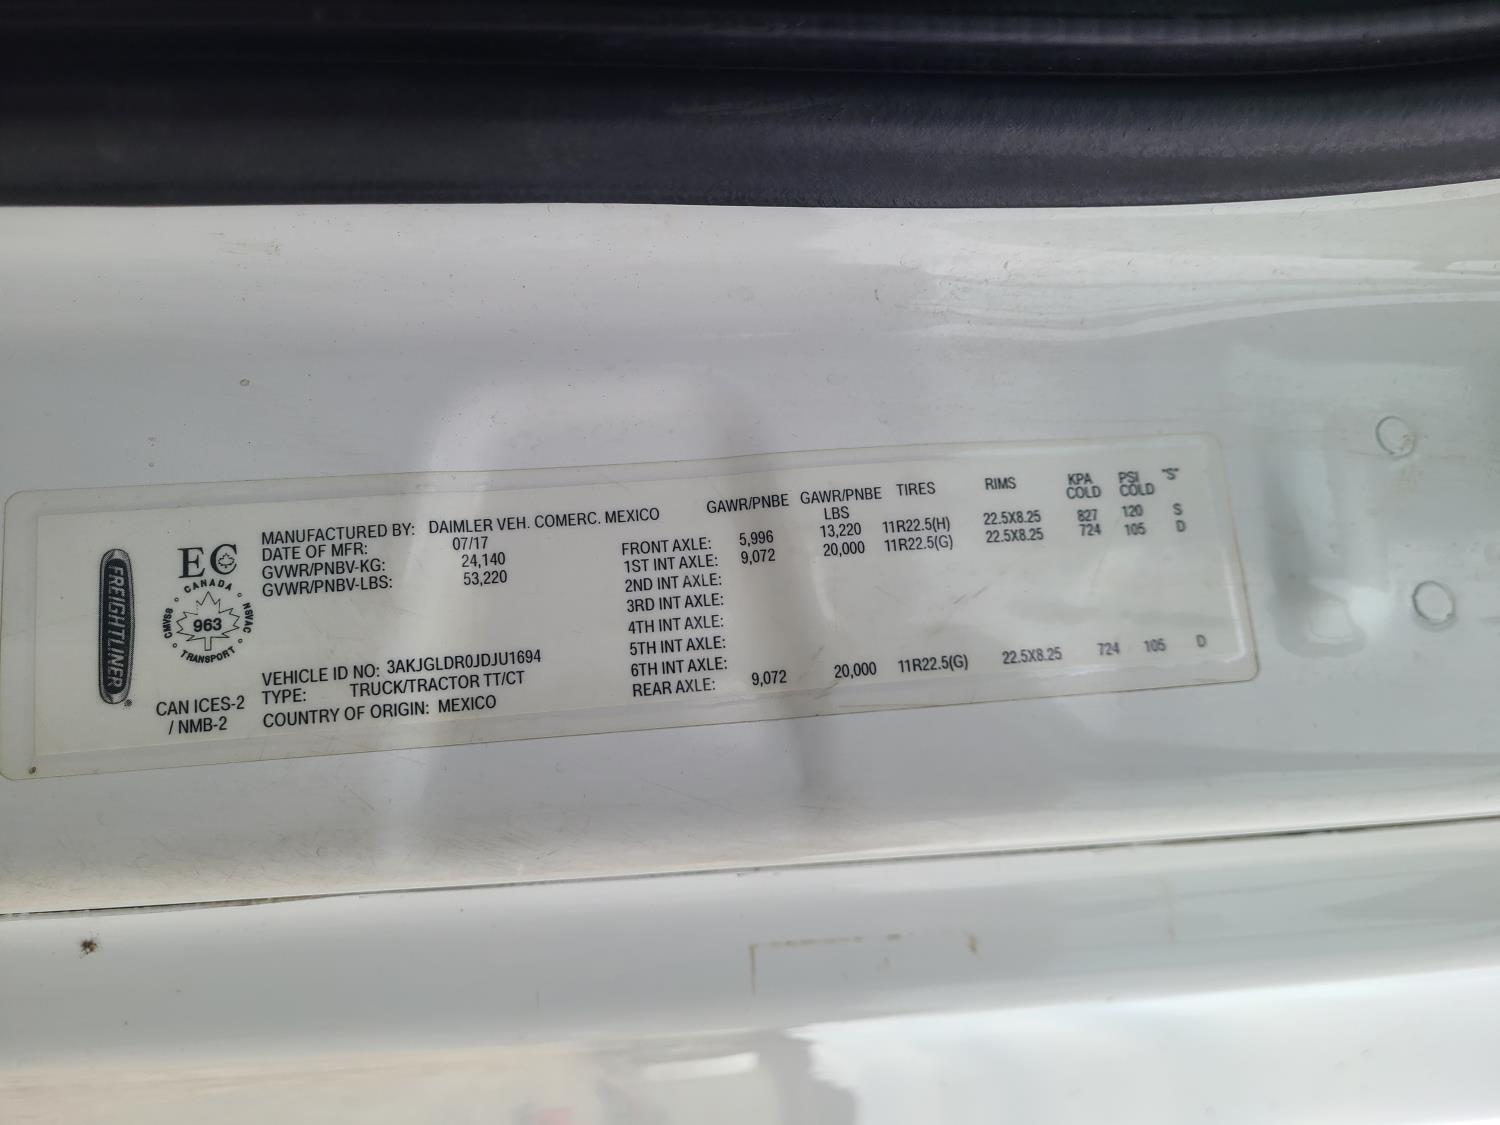 FREIGHTLINER
EC
CANADA
CMVSS
963
NSVAC
TRANSPORT
CAN ICES-2
/ NMB-2
MANUFACTURED BY: DAIMLER VEH. COMERC. MEXICO
DATE OF MFR: 07/17
GVWR/PNBV-KG: 24,140
GVWR/PNBV-LBS: 53,220
VEHICLE ID NO: 3AKJGLDR0JDJU1694
TYPE: TRUCK/TRACTOR TT/CT
COUNTRY OF ORIGIN: MEXICO
GAWR/PNBE GAWR/PNBE TIRES RIMS KPA PSI "S"
LBS COLD COLD
FRONT AXLE: 5,996 13,220 11R22.5(H) 22.5X8.25 827 120 S
1ST INT AXLE: 9,072 20,000 11R22.5(G) 22.5X8.25 724 105 D
2ND INT AXLE:
3RD INT AXLE:
4TH INT AXLE:
5TH INT AXLE:
6TH INT AXLE:
REAR AXLE: 9,072 20,000 11R22.5(G) 22.5X8.25 724 105 D